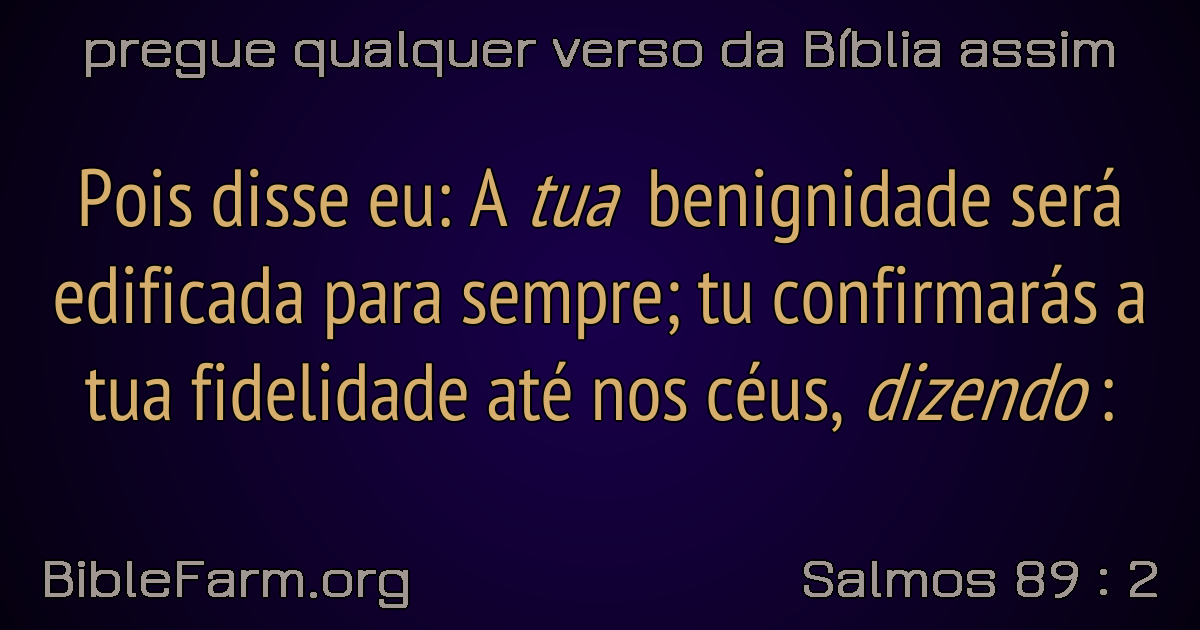 pregue qualquer verso da Bíblia assim
Pois disse eu: A tua benignidade será
edificada para sempre; tu confirmarás a
tua fidelidade até nos céus, dizendo :
BibleFarm.org
Salmos 89 : 2